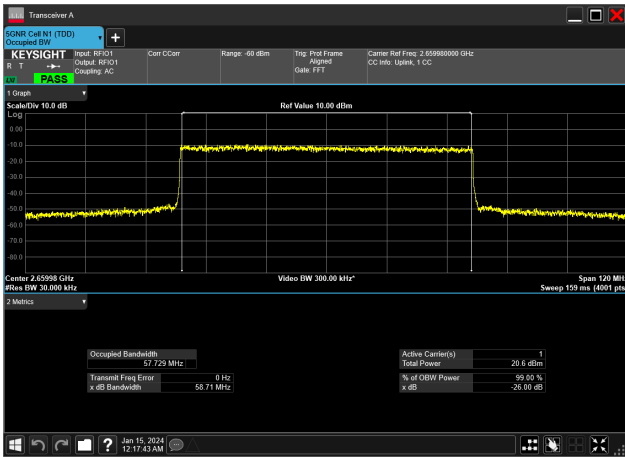 Transceiver A
5GNR Cell N1 (TDD)
Occupied BW
KEYSIGHT
R T
PASS
Input: RFIO1
Output: RFIO1
Coupling: AC
Corr CCorr
Range: -60 dBm
Trig: Prot Frame
Aligned
Gate: FFT
Carrier Ref Freq: 2.659980000 GHz
CC Info: Uplink, 1 CC
1 Graph
Scale/Div 10.0 dB
Ref Value 10.00 dBm
Log
0.00
-10.0
-20.0
-30.0
-40.0
-50.0
-60.0
-70.0
-80.0
Center 2.65998 GHz
Video BW 300.00 kHz*
Span 120 MH
#Res BW 30.000 kHz
Sweep 159 ms (4001 pts
2 Metrics
Occupied Bandwidth
57.729 MHz
Transmit Freq Error 0 Hz
x dB Bandwidth 58.71 MHz
Active Carrier(s) 1
Total Power 20.6 dBm
% of OBW Power 99.00 %
x dB -26.00 dB
?
Jan 15, 2024
12:17:43 AM